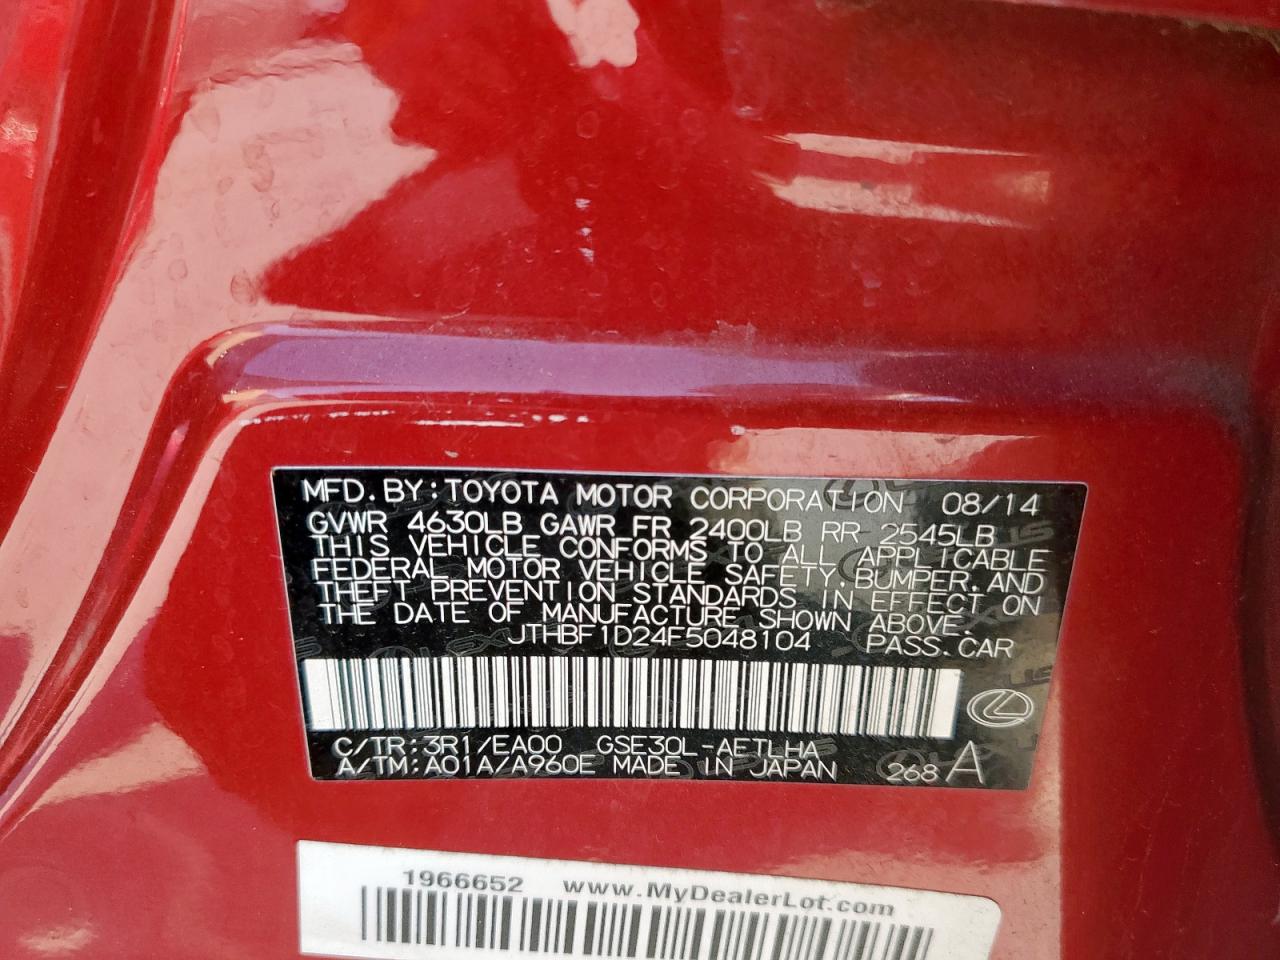 MFD.BY:TOYOTA MOTOR CORPORATION 08/14
GVWR 4630LB GAWR FR 2400LB RR 2545LB
THIS VEHICLE CONFORMS TO ALL APPLICABLE
FEDERAL MOTOR VEHICLE SAFETY,BUMPER,AND
THEFT PREVENTION STANDARDS IN EFFECT ON
THE DATE OF MANUFACTURE SHOWN ABOVE.
JTHBF1D24F5048104 PASS.CAR
C/TR:3R1/EA00 GSE30L-AETLHA
A/TM:A01A/A960E MADE IN JAPAN 268 A
1966652 www.MyDealerLot.com